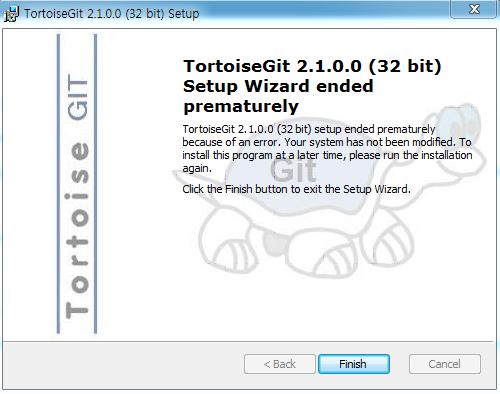 TortoiseGit 2.1.0.0 (32 bit) Setup
Tortoise GIT
TortoiseGit 2.1.0.0 (32 bit)
Setup Wizard ended
prematurely
TortoiseGit 2.1.0.0 (32 bit) setup ended prematurely
because of an error. Your system has not been modified. To
install this program at a later time, please run the installation
again.
Git
Click the Finish button to exit the Setup Wizard.
< Back
Finish
Cancel